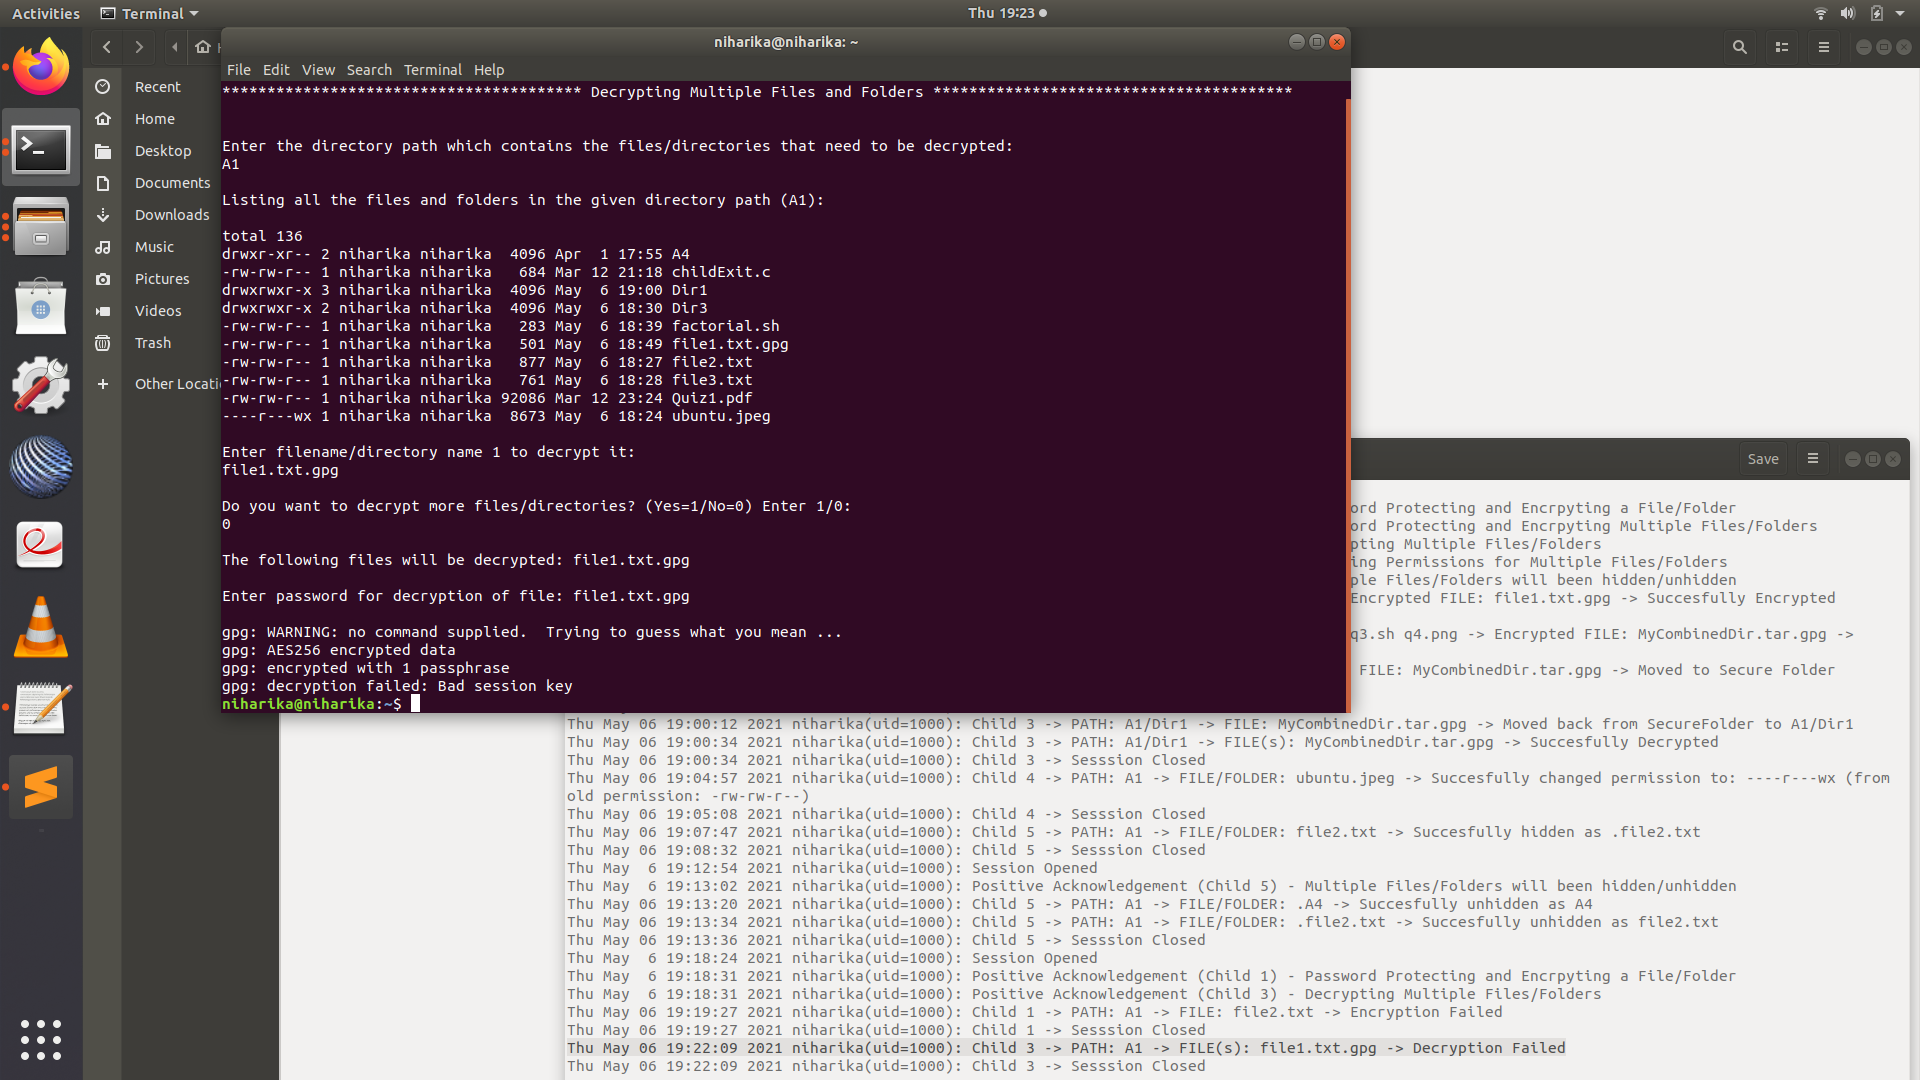 Activities
Terminal
Thu 19:23
niharika@niharika: ~
File Edit View Search Terminal Help
Recent
Home
Desktop
Documents
Downloads
Music
Pictures
Videos
Trash
Other Locatio
**************************************** Decrypting Multiple Files and Folders ****************************************
Enter the directory path which contains the files/directories that need to be decrypted:
A1
Listing all the files and folders in the given directory path (A1):
total 136
drwxr-xr-- 2 niharika niharika  4096 Apr  1 17:55 A4
-rw-rw-r-- 1 niharika niharika   684 Mar 12 21:18 childExit.c
drwxrwxr-x 3 niharika niharika  4096 May  6 19:00 Dir1
drwxrwxr-x 2 niharika niharika  4096 May  6 18:30 Dir3
-rw-rw-r-- 1 niharika niharika   283 May  6 18:39 factorial.sh
-rw-rw-r-- 1 niharika niharika   501 May  6 18:49 file1.txt.gpg
-rw-rw-r-- 1 niharika niharika   877 May  6 18:27 file2.txt
-rw-rw-r-- 1 niharika niharika   761 May  6 18:28 file3.txt
-rw-rw-r-- 1 niharika niharika 92086 Mar 12 23:24 Quiz1.pdf
----r---wx 1 niharika niharika  8673 May  6 18:24 ubuntu.jpeg
Enter filename/directory name 1 to decrypt it:
file1.txt.gpg
Do you want to decrypt more files/directories? (Yes=1/No=0) Enter 1/0:
0
The following files will be decrypted: file1.txt.gpg
Enter password for decryption of file: file1.txt.gpg
gpg: WARNING: no command supplied.  Trying to guess what you mean ...
gpg: AES256 encrypted data
gpg: encrypted with 1 passphrase
gpg: decryption failed: Bad session key
niharika@niharika:~$
Save
ord Protecting and Encrpyting a File/Folder
ord Protecting and Encrpyting Multiple Files/Folders
pting Multiple Files/Folders
ing Permissions for Multiple Files/Folders
ple Files/Folders will been hidden/unhidden
Encrypted FILE: file1.txt.gpg -> Succesfully Encrypted
q3.sh q4.png -> Encrypted FILE: MyCombinedDir.tar.gpg ->
FILE: MyCombinedDir.tar.gpg -> Moved to Secure Folder
Thu May 06 19:00:12 2021 niharika(uid=1000): Child 3 -> PATH: A1/Dir1 -> FILE: MyCombinedDir.tar.gpg -> Moved back from SecureFolder to A1/Dir1
Thu May 06 19:00:34 2021 niharika(uid=1000): Child 3 -> PATH: A1/Dir1 -> FILE(s): MyCombinedDir.tar.gpg -> Succesfully Decrypted
Thu May 06 19:00:34 2021 niharika(uid=1000): Child 3 -> Sesssion Closed
Thu May 06 19:04:57 2021 niharika(uid=1000): Child 4 -> PATH: A1 -> FILE/FOLDER: ubuntu.jpeg -> Succesfully changed permission to: ----r---wx (from
old permission: -rw-rw-r--)
Thu May 06 19:05:08 2021 niharika(uid=1000): Child 4 -> Sesssion Closed
Thu May 06 19:07:47 2021 niharika(uid=1000): Child 5 -> PATH: A1 -> FILE/FOLDER: file2.txt -> Succesfully hidden as .file2.txt
Thu May 06 19:08:32 2021 niharika(uid=1000): Child 5 -> Sesssion Closed
Thu May  6 19:12:54 2021 niharika(uid=1000): Session Opened
Thu May  6 19:13:02 2021 niharika(uid=1000): Positive Acknowledgement (Child 5) - Multiple Files/Folders will been hidden/unhidden
Thu May 06 19:13:20 2021 niharika(uid=1000): Child 5 -> PATH: A1 -> FILE/FOLDER: .A4 -> Succesfully unhidden as A4
Thu May 06 19:13:34 2021 niharika(uid=1000): Child 5 -> PATH: A1 -> FILE/FOLDER: .file2.txt -> Succesfully unhidden as file2.txt
Thu May 06 19:13:36 2021 niharika(uid=1000): Child 5 -> Sesssion Closed
Thu May  6 19:18:24 2021 niharika(uid=1000): Session Opened
Thu May  6 19:18:31 2021 niharika(uid=1000): Positive Acknowledgement (Child 1) - Password Protecting and Encrpyting a File/Folder
Thu May  6 19:18:31 2021 niharika(uid=1000): Positive Acknowledgement (Child 3) - Decrypting Multiple Files/Folders
Thu May 06 19:19:27 2021 niharika(uid=1000): Child 1 -> PATH: A1 -> FILE: file2.txt -> Encryption Failed
Thu May 06 19:19:27 2021 niharika(uid=1000): Child 1 -> Sesssion Closed
Thu May 06 19:22:09 2021 niharika(uid=1000): Child 3 -> PATH: A1 -> FILE(s): file1.txt.gpg -> Decryption Failed
Thu May 06 19:22:09 2021 niharika(uid=1000): Child 3 -> Sesssion Closed